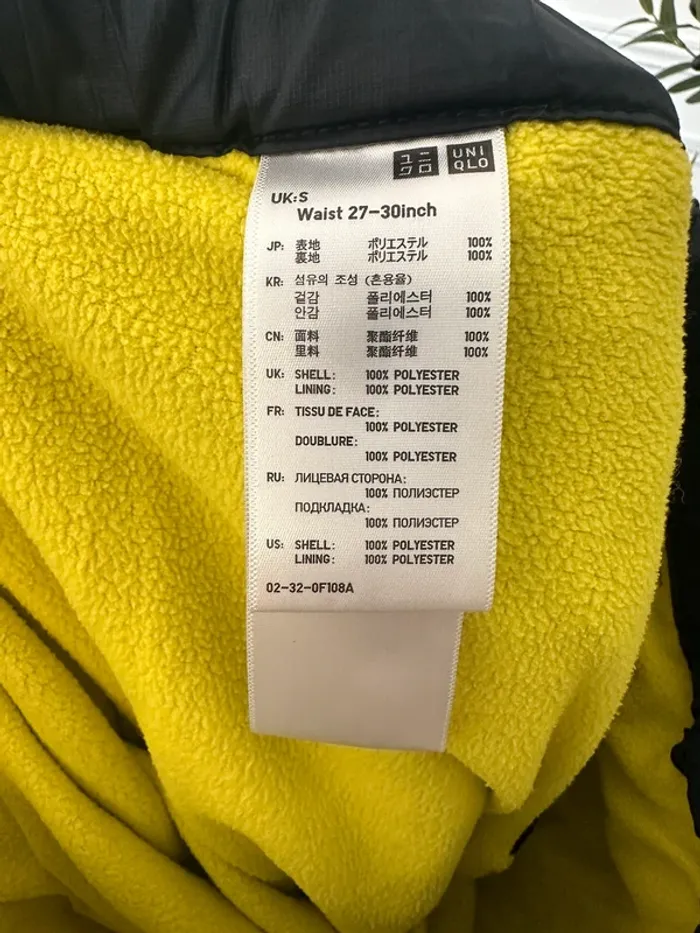 ユニ
クロ
UNI
QLO
UK:S
Waist 27-30inch
JP: 表地 ポリエステル 100%
裏地 ポリエステル 100%
KR: 섬유의 조성 (혼용율)
겉감 폴리에스터 100%
안감 폴리에스터 100%
CN: 面料 聚酯纤维 100%
里料 聚酯纤维 100%
UK: SHELL: 100% POLYESTER
LINING: 100% POLYESTER
FR: TISSU DE FACE:
100% POLYESTER
DOUBLURE:
100% POLYESTER
RU: ЛИЦЕВАЯ СТОРОНА:
100% ПОЛИЭСТЕР
ПОДКЛАДКА:
100% ПОЛИЭСТЕР
US: SHELL: 100% POLYESTER
LINING: 100% POLYESTER
02-32-0F108A